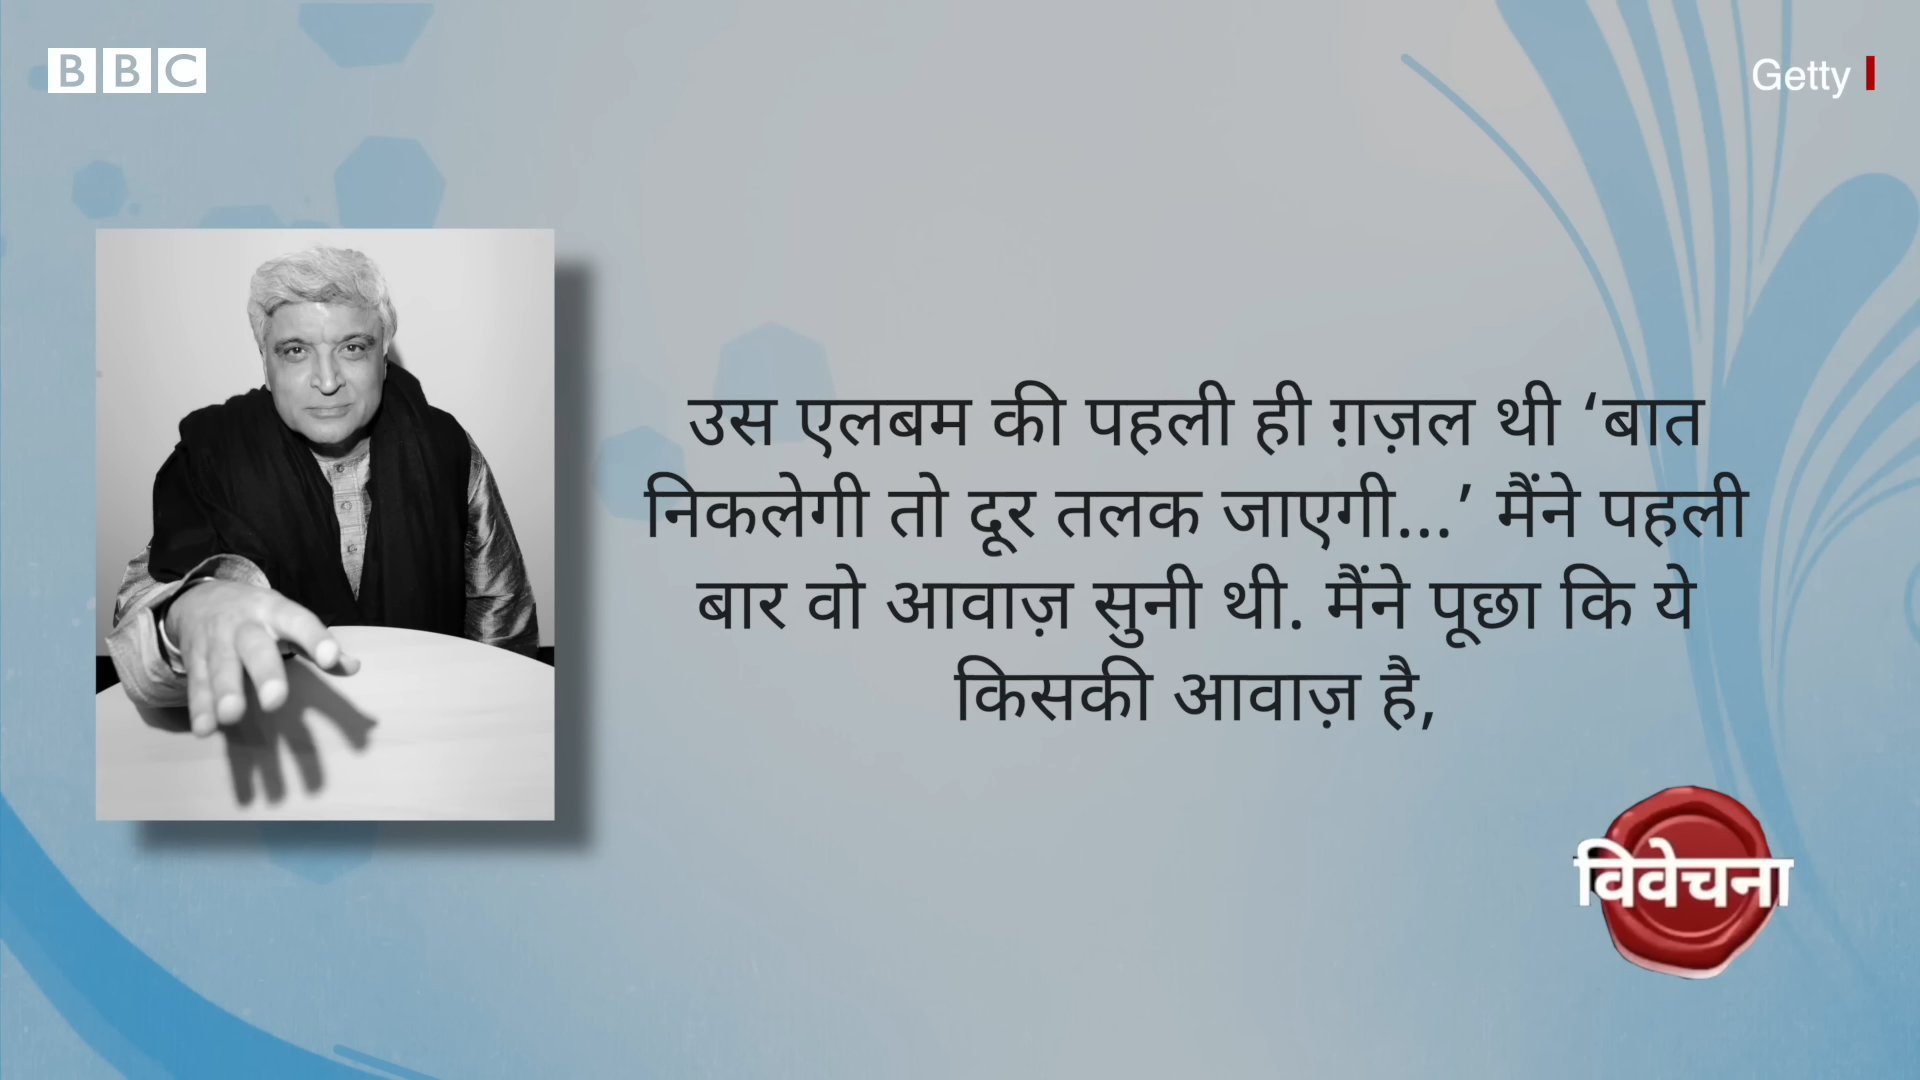 BBC
Getty
उस एलबम की पहली ही ग़ज़ल थी ‘बात
निकलेगी तो दूर तलक जाएगी...’ मैंने पहली
बार वो आवाज़ सुनी थी. मैंने पूछा कि ये
किसकी आवाज़ है,
विवेचना